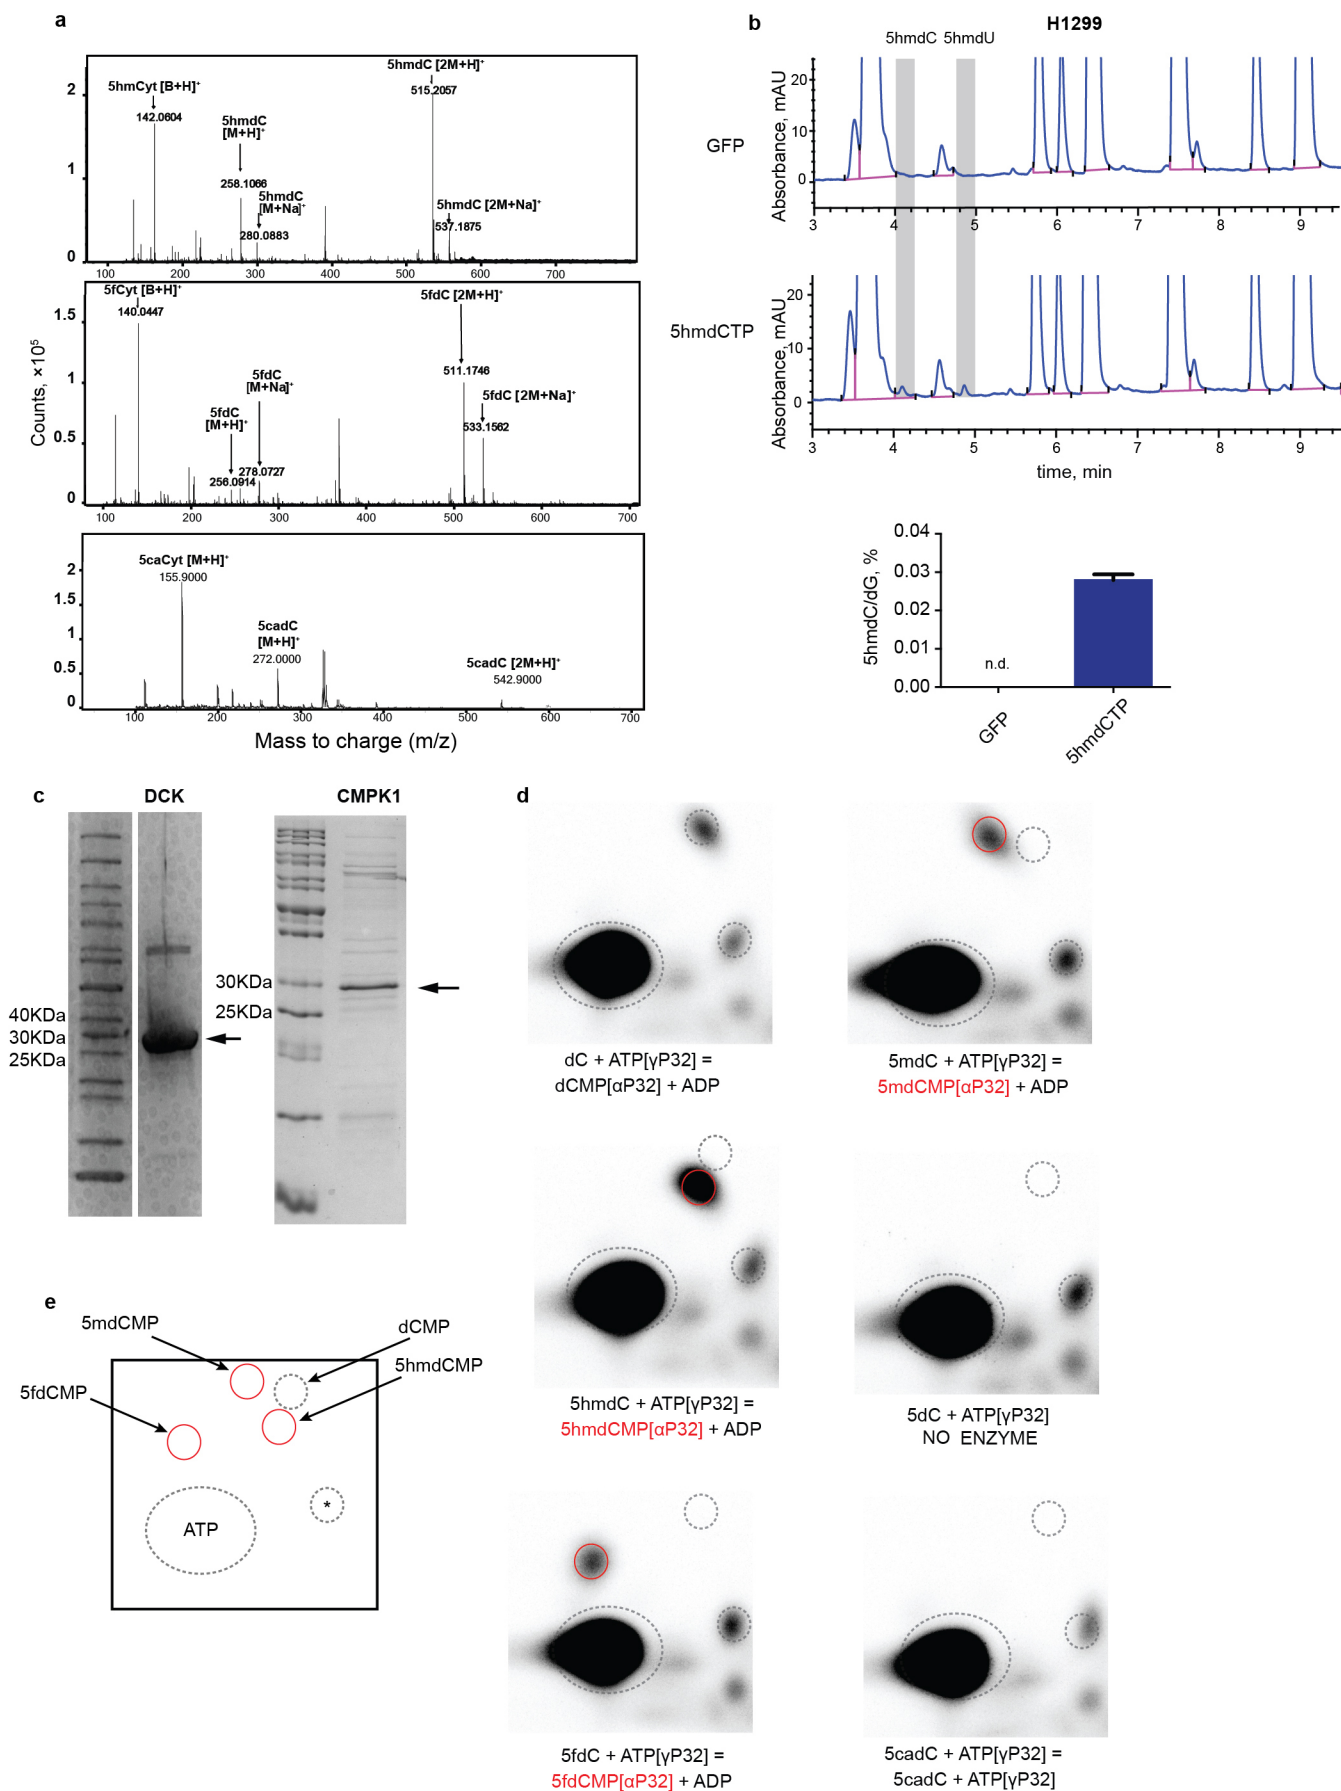 a
5hmCyt [B+H]⁺
142.0604
5hmdC
[M+H]⁺
258.1066
5hmdC
[M+Na]⁺
280.0883
5hmdC [2M+H]⁺
515.2057
5hmdC [2M+Na]⁺
537.1875
2
1
0
100 200 300 400 500 600 700
5fCyt [B+H]⁺
140.0447
5fdC
[M+H]⁺
256.0914
5fdC
[M+Na]⁺
278.0727
5fdC [2M+H]⁺
511.1746
5fdC [2M+Na]⁺
533.1562
1.5
1
0.5
0
100 200 300 400 500 600 700
Counts, ×10⁵
5caCyt [M+H]⁺
155.9000
5cadC
[M+H]⁺
272.0000
5cadC [2M+H]⁺
542.9000
2
1.5
1
0.5
0
100 200 300 400 500 600 700
Mass to charge (m/z)
b
H1299
5hmdC 5hmdU
GFP
Absorbance, mAU
20
10
0
3 4 5 6 7 8 9
5hmdCTP
Absorbance, mAU
20
10
0
3 4 5 6 7 8 9
time, min
5hmdC/dG, %
0.04
0.03
0.02
0.01
0.00
n.d.
GFP
5hmdCTP
c
DCK
CMPK1
40KDa
30KDa
25KDa
30KDa
25KDa
d
dC + ATP[γP32] =
dCMP[αP32] + ADP
5mdC + ATP[γP32] =
5mdCMP[αP32] + ADP
5hmdC + ATP[γP32] =
5hmdCMP[αP32] + ADP
5dC + ATP[γP32]
NO ENZYME
5fdC + ATP[γP32] =
5fdCMP[αP32] + ADP
5cadC + ATP[γP32] =
5cadC + ATP[γP32]
e
5mdCMP
dCMP
5hmdCMP
5fdCMP
ATP
*